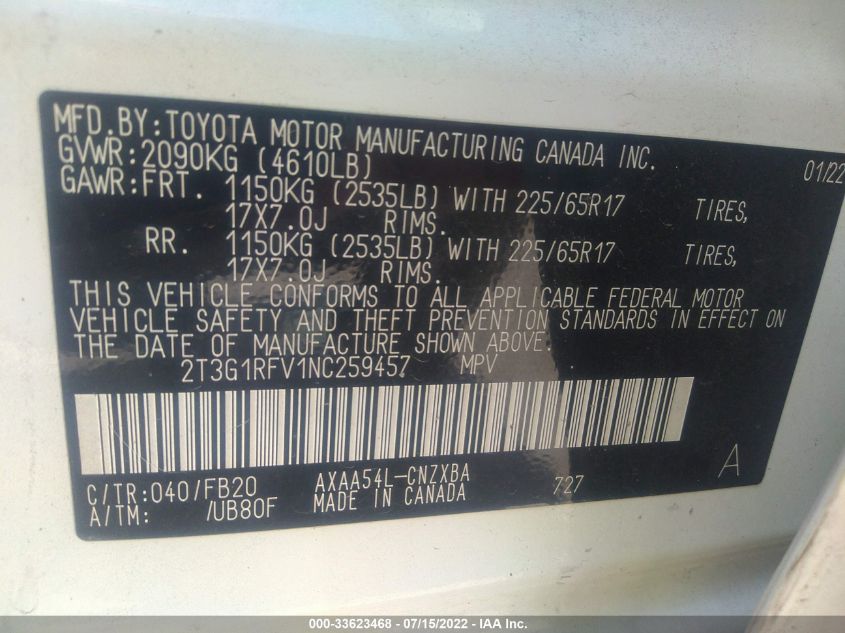 MFD.BY:TOYOTA MOTOR MANUFACTURING CANADA INC. 01/22
GVWR:2090KG (4610LB)
GAWR:FRT. 1150KG (2535LB) WITH 225/65R17 TIRES,
17X7.0J RIMS.
RR. 1150KG (2535LB) WITH 225/65R17 TIRES,
17X7.0J RIMS.
THIS VEHICLE CONFORMS TO ALL APPLICABLE FEDERAL MOTOR
VEHICLE SAFETY AND THEFT PREVENTION STANDARDS IN EFFECT ON
THE DATE OF MANUFACTURE SHOWN ABOVE.
2T3G1RFV1NC259457 MPV
A
C/TR:040/FB20 AXAA54L-CNZXBA 727
A/TM: /UB80F MADE IN CANADA
000-33623468 - 07/15/2022 - IAA Inc.